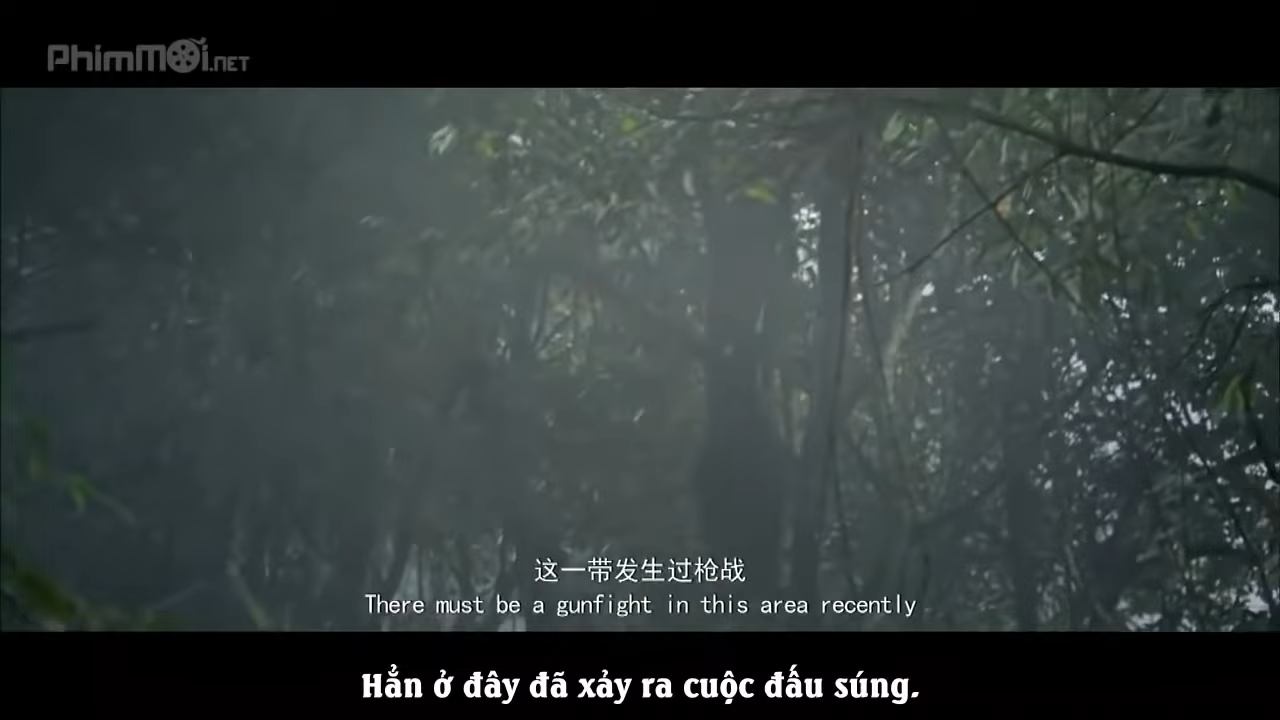 PhimMới.NET
这一带发生过枪战
There must be a gunfight in this area recently
Hẳn ở đây đã xảy ra cuộc đấu súng.